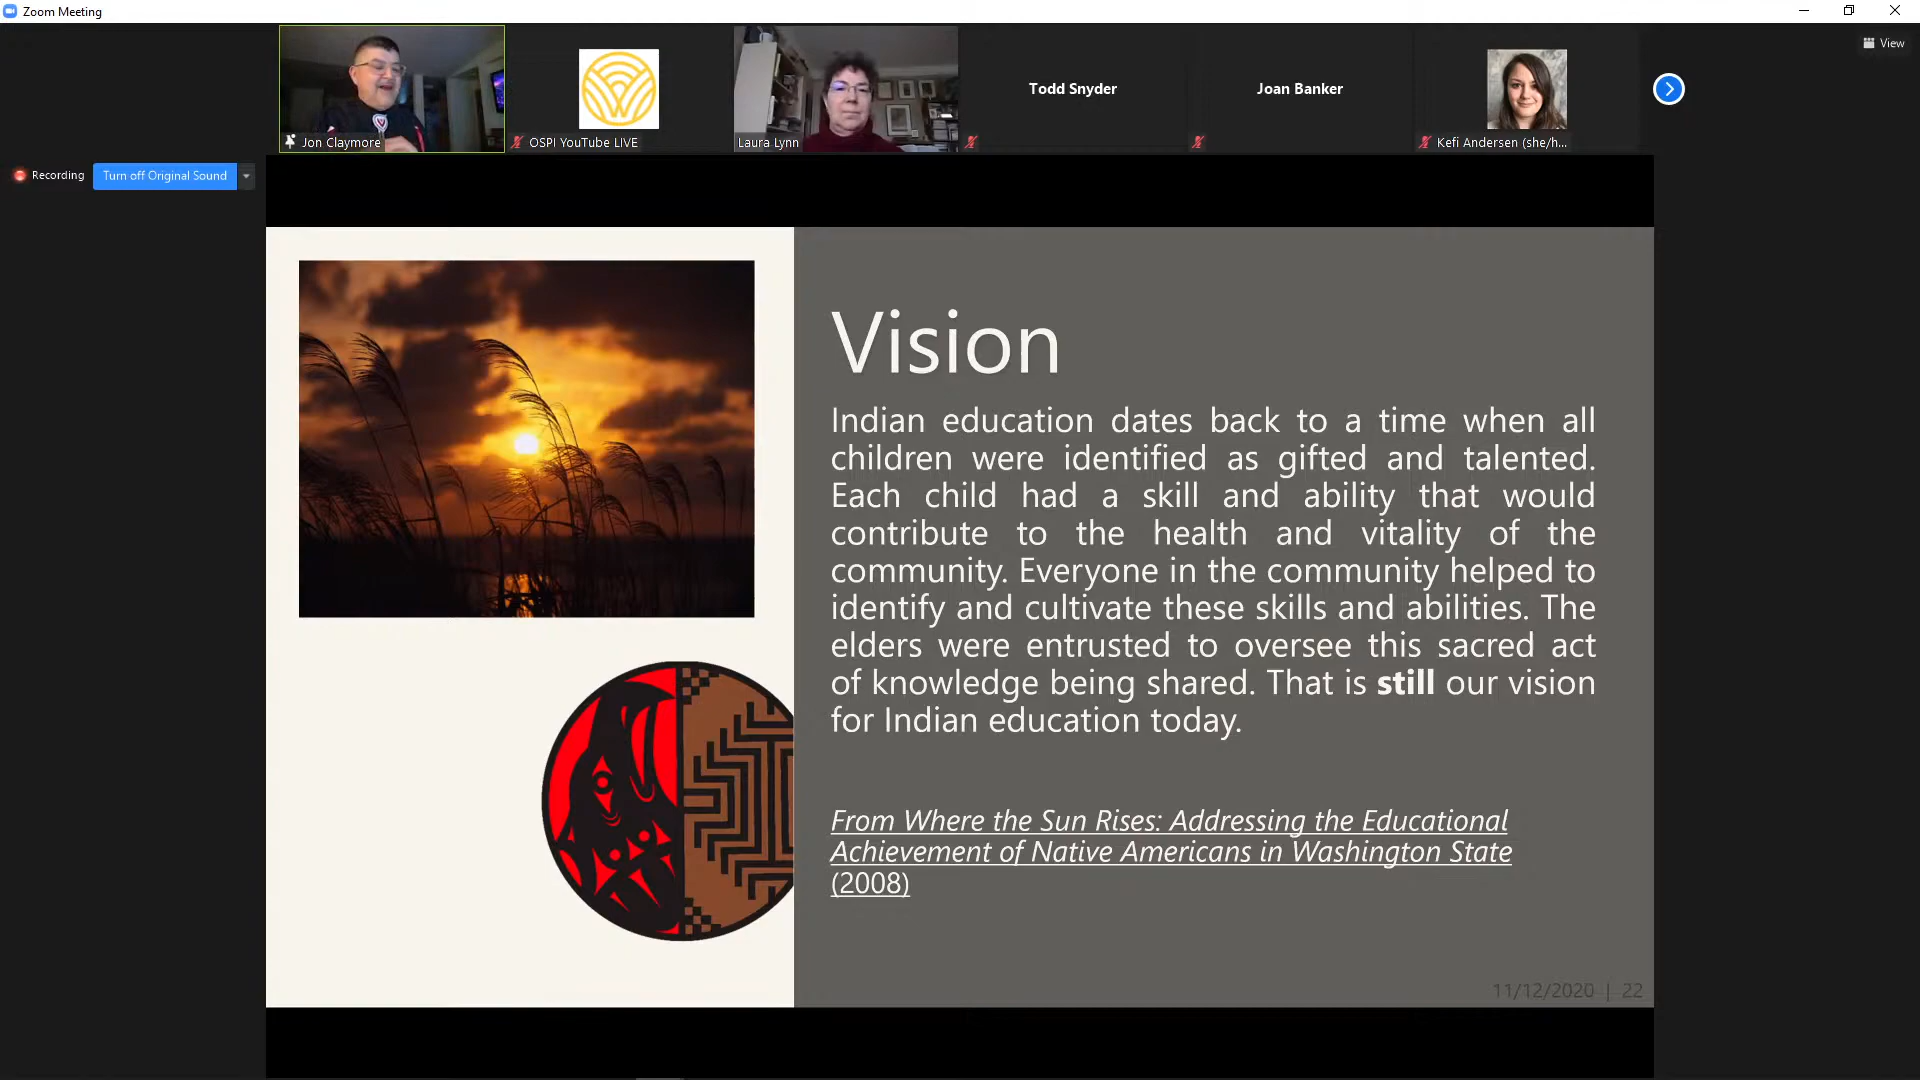 Zoom Meeting
View
Jon Claymore
OSPI YouTube LIVE
Laura Lynn
Todd Snyder
Joan Banker
Kefi Andersen (she/h...
Recording
Turn off Original Sound
Vision
Indian education dates back to a time when all
children were identified as gifted and talented.
Each child had a skill and ability that would
contribute to the health and vitality of the
community. Everyone in the community helped to
identify and cultivate these skills and abilities. The
elders were entrusted to oversee this sacred act
of knowledge being shared. That is still our vision
for Indian education today.
From Where the Sun Rises: Addressing the Educational
Achievement of Native Americans in Washington State
(2008)
11/12/2020 | 22